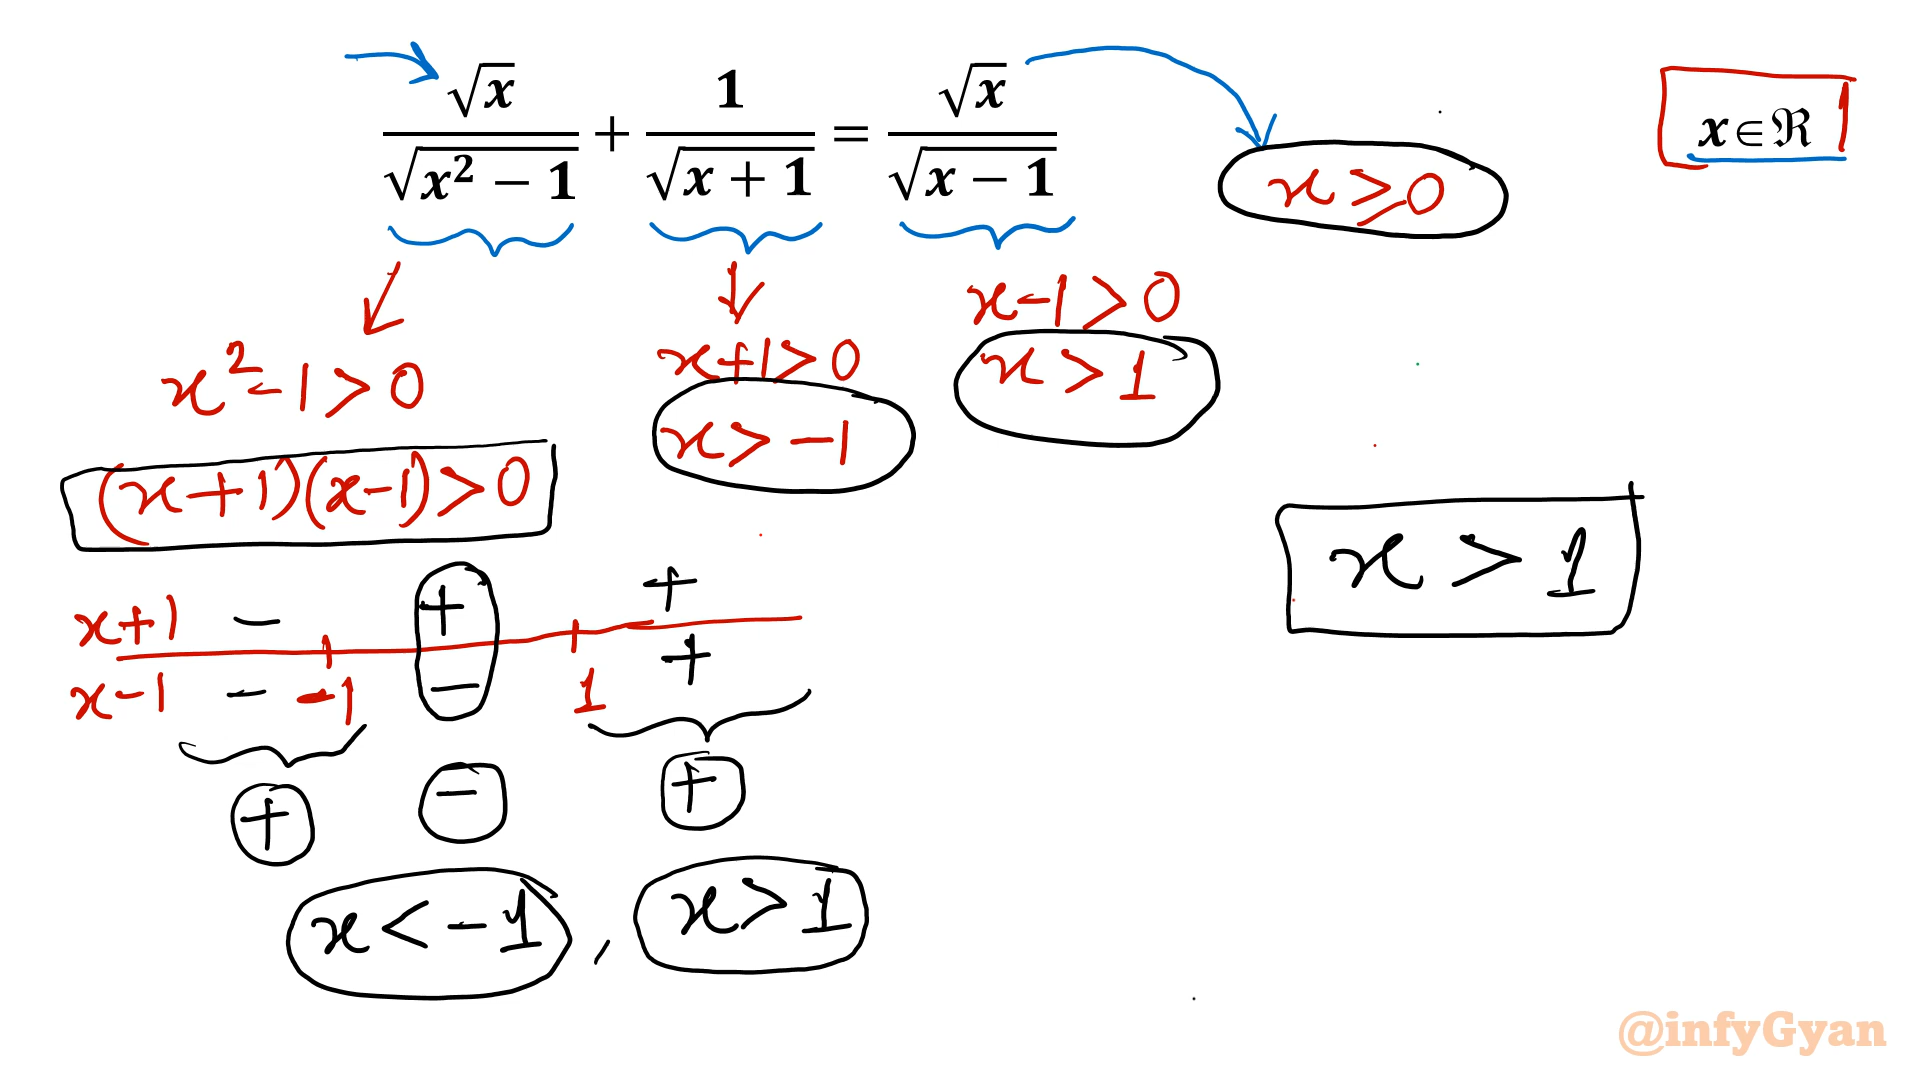 √x/√(x² − 1) + 1/√(x + 1) = √x/√(x − 1)
x∈ℜ
x ≥ 0
x-1>0
x > 1
x+1>0
x > -1
x²-1>0
(x+1)(x-1)>0
x > 1
x+1 - + +
x-1 - -1 - 1 +
+ - +
x < -1 , x > 1
@infyGyan